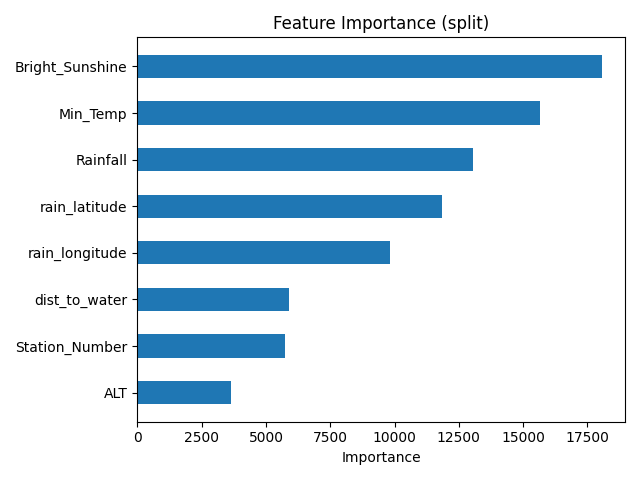 Feature Importance (split)
Bright_Sunshine
Min_Temp
Rainfall
rain_latitude
rain_longitude
dist_to_water
Station_Number
ALT
0 2500 5000 7500 10000 12500 15000 17500
Importance